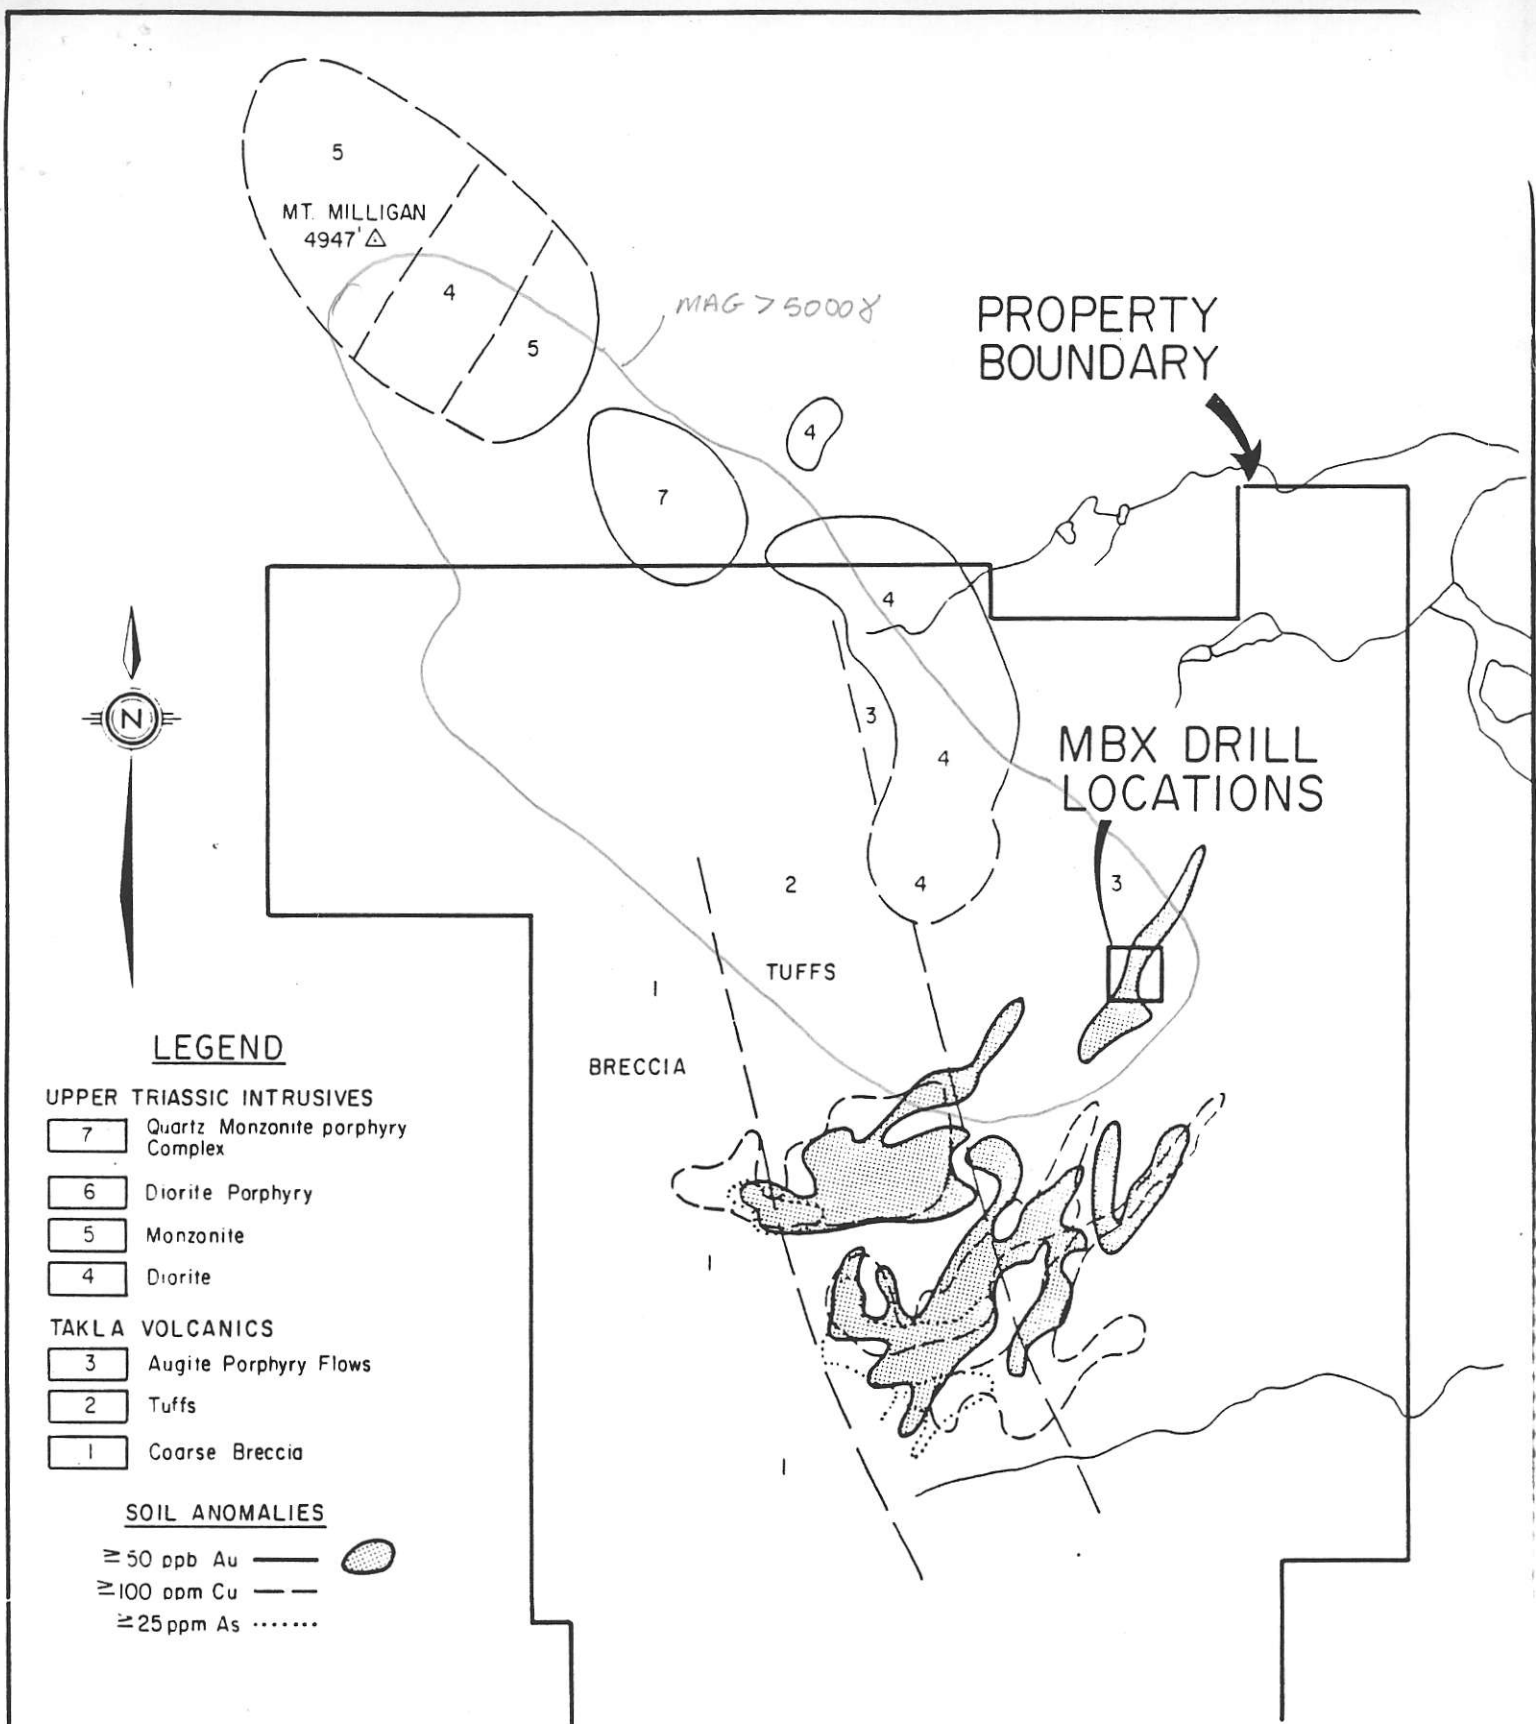 5
MT. MILLIGAN
4947'
4
5
MAG > 5000γ
PROPERTY
BOUNDARY
4
7
4
3
4
MBX DRILL
LOCATIONS
2
4
3
N
TUFFS
1
BRECCIA
1
1
LEGEND
UPPER TRIASSIC INTRUSIVES
7 Quartz Monzonite porphyry
Complex
6 Diorite Porphyry
5 Monzonite
4 Diorite
TAKLA VOLCANICS
3 Augite Porphyry Flows
2 Tuffs
1 Coarse Breccia
SOIL ANOMALIES
≥50 ppb Au
≥100 ppm Cu
≥25 ppm As